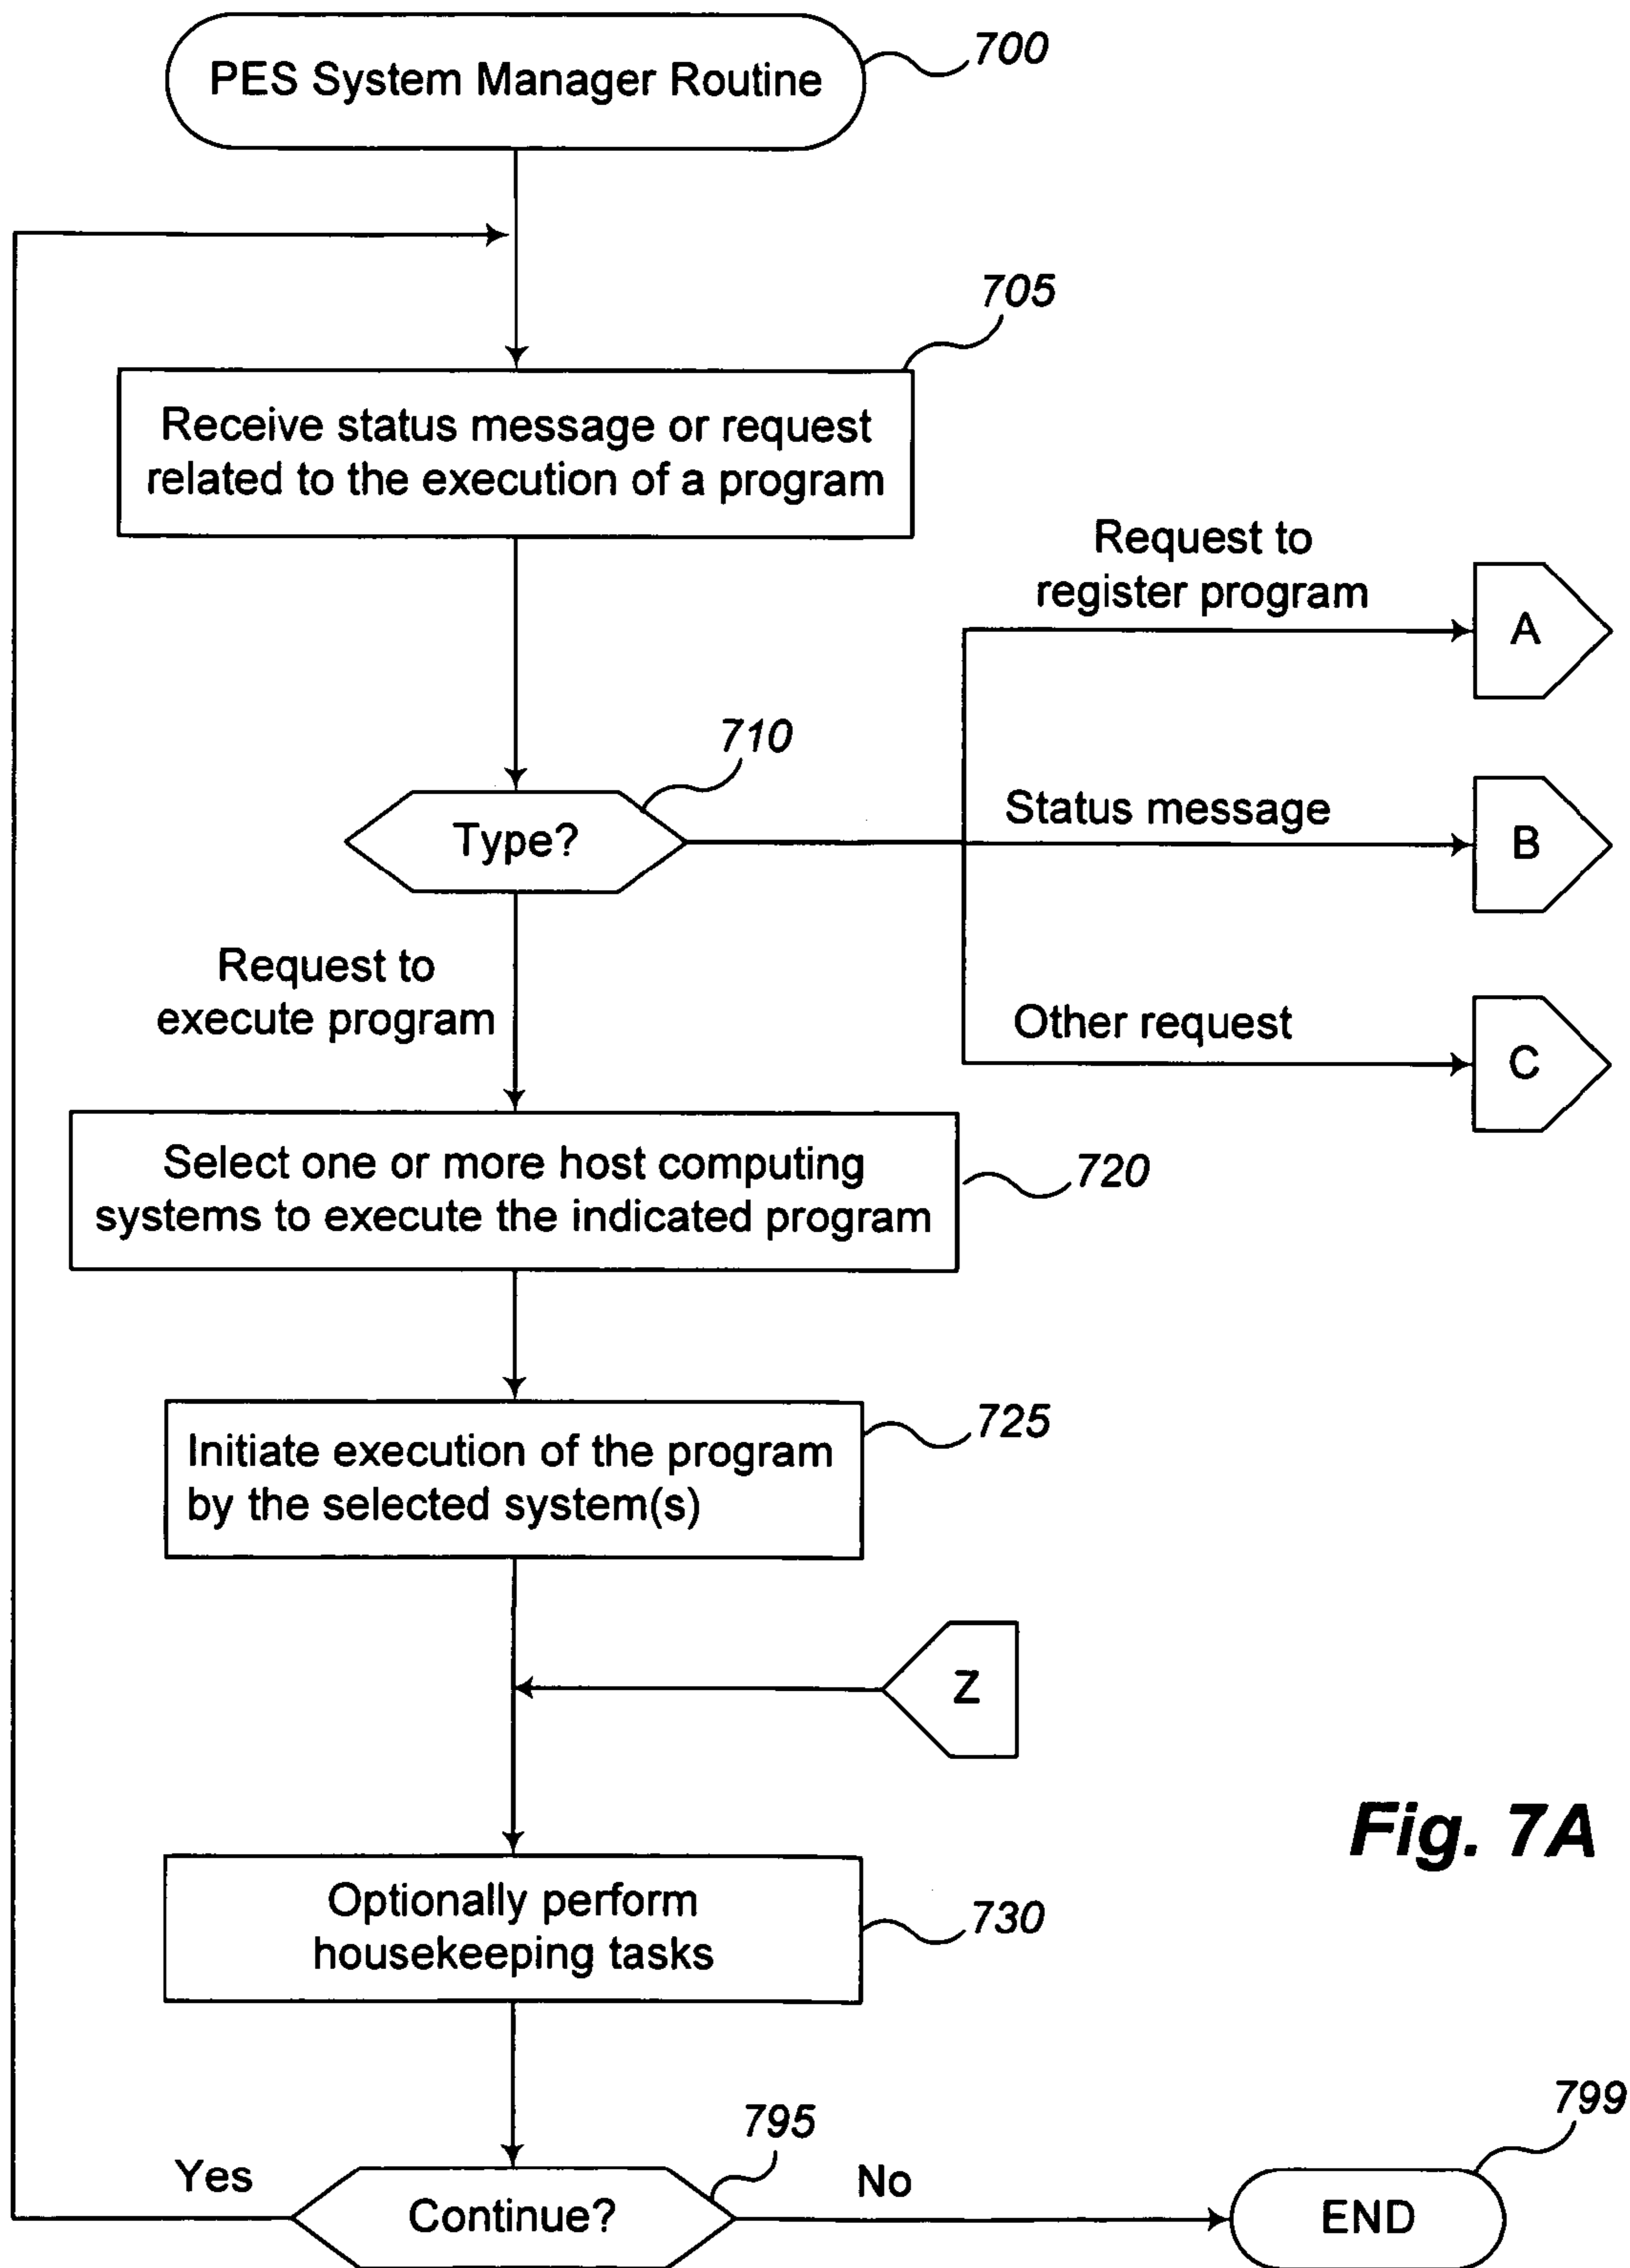 PES System Manager Routine
700
705
Receive status message or request
related to the execution of a program
Request to
register program
A
710
Type?
Status message
B
Request to
execute program
Other request
C
Select one or more host computing
systems to execute the indicated program
720
Initiate execution of the program
by the selected system(s)
725
Z
Fig. 7A
Optionally perform
housekeeping tasks
730
795
799
Yes
Continue?
No
END